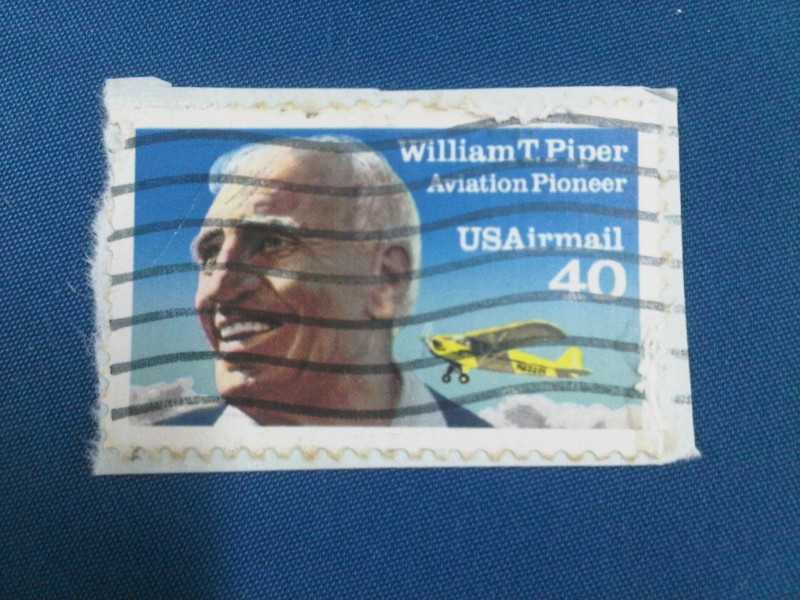 William T. Piper
Aviation Pioneer
USAirmail
40